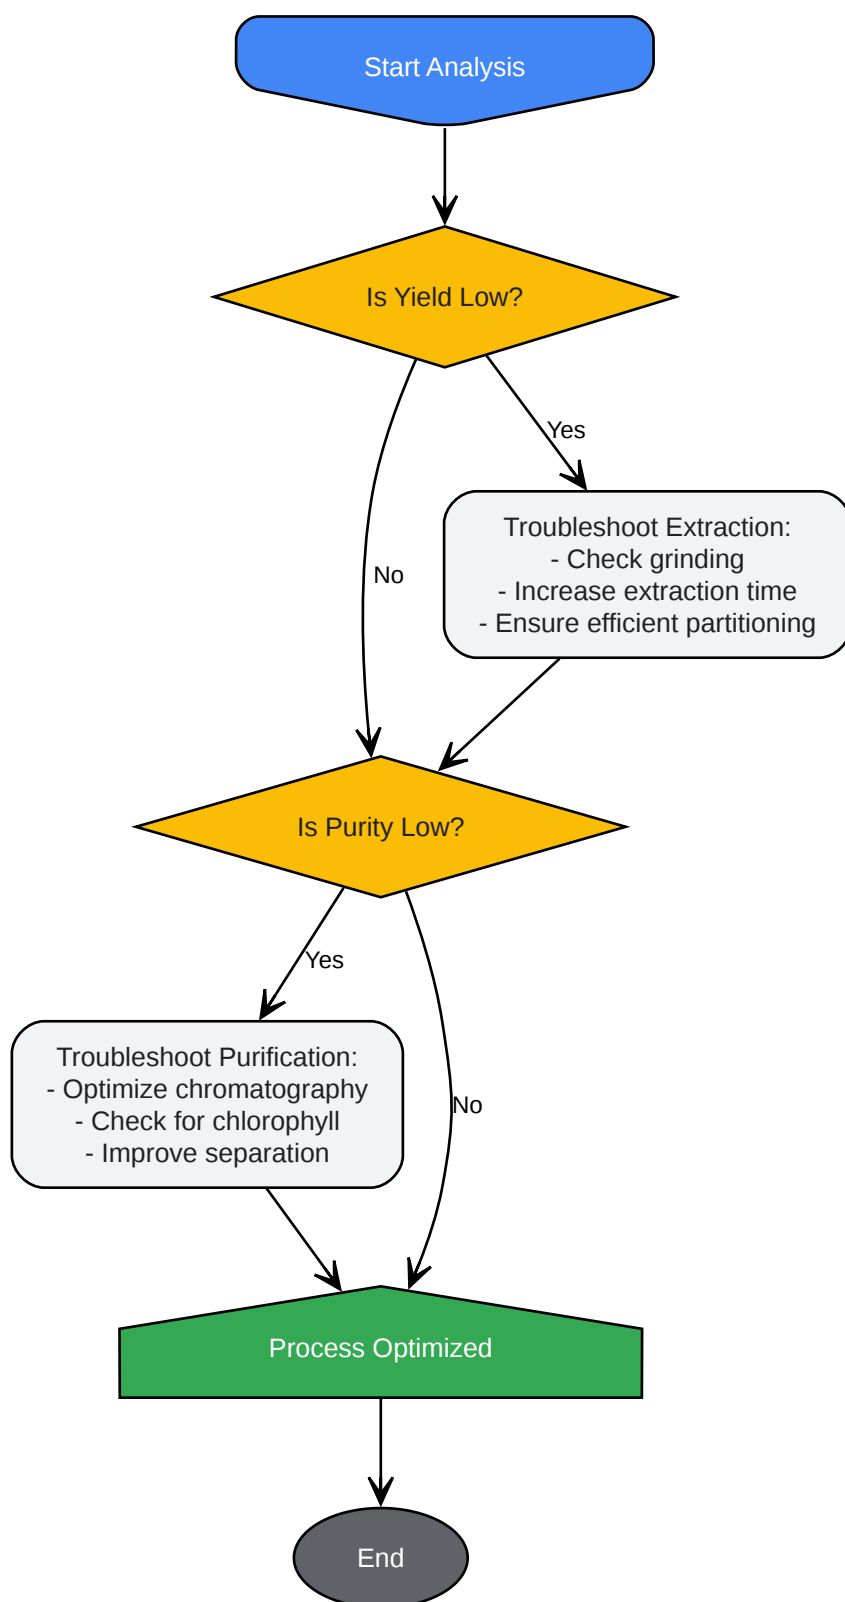 Start Analysis
Is Yield Low?
Yes
Troubleshoot Extraction:
- Check grinding
- Increase extraction time
- Ensure efficient partitioning
No
Is Purity Low?
Yes
Troubleshoot Purification:
- Optimize chromatography
- Check for chlorophyll
- Improve separation
No
Process Optimized
End